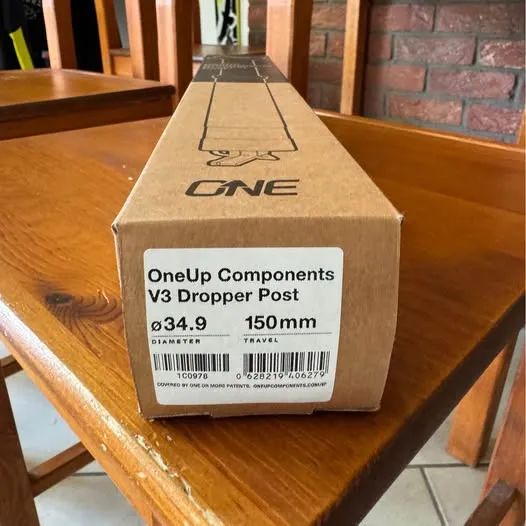 ONE
OneUp Components
V3 Dropper Post
ø34.9 150mm
DIAMETER TRAVEL
1C0978 0 628219 406279
COVERED BY ONE OR MORE PATENTS. ONEUPCOMPONENTS.COM/IP